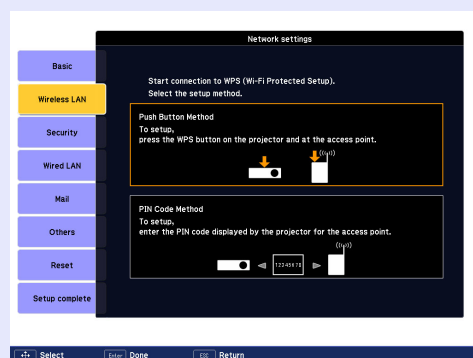 Network settings
Basic
Wireless LAN
Security
Wired LAN
Mail
Others
Reset
Setup complete
Start connection to WPS (Wi-Fi Protected Setup).
Select the setup method.
Push Button Method
To setup,
press the WPS button on the projector and at the access point.
PIN Code Method
To setup,
enter the PIN code displayed by the projector for the access point.
12345678
Select Enter Done ESC Return